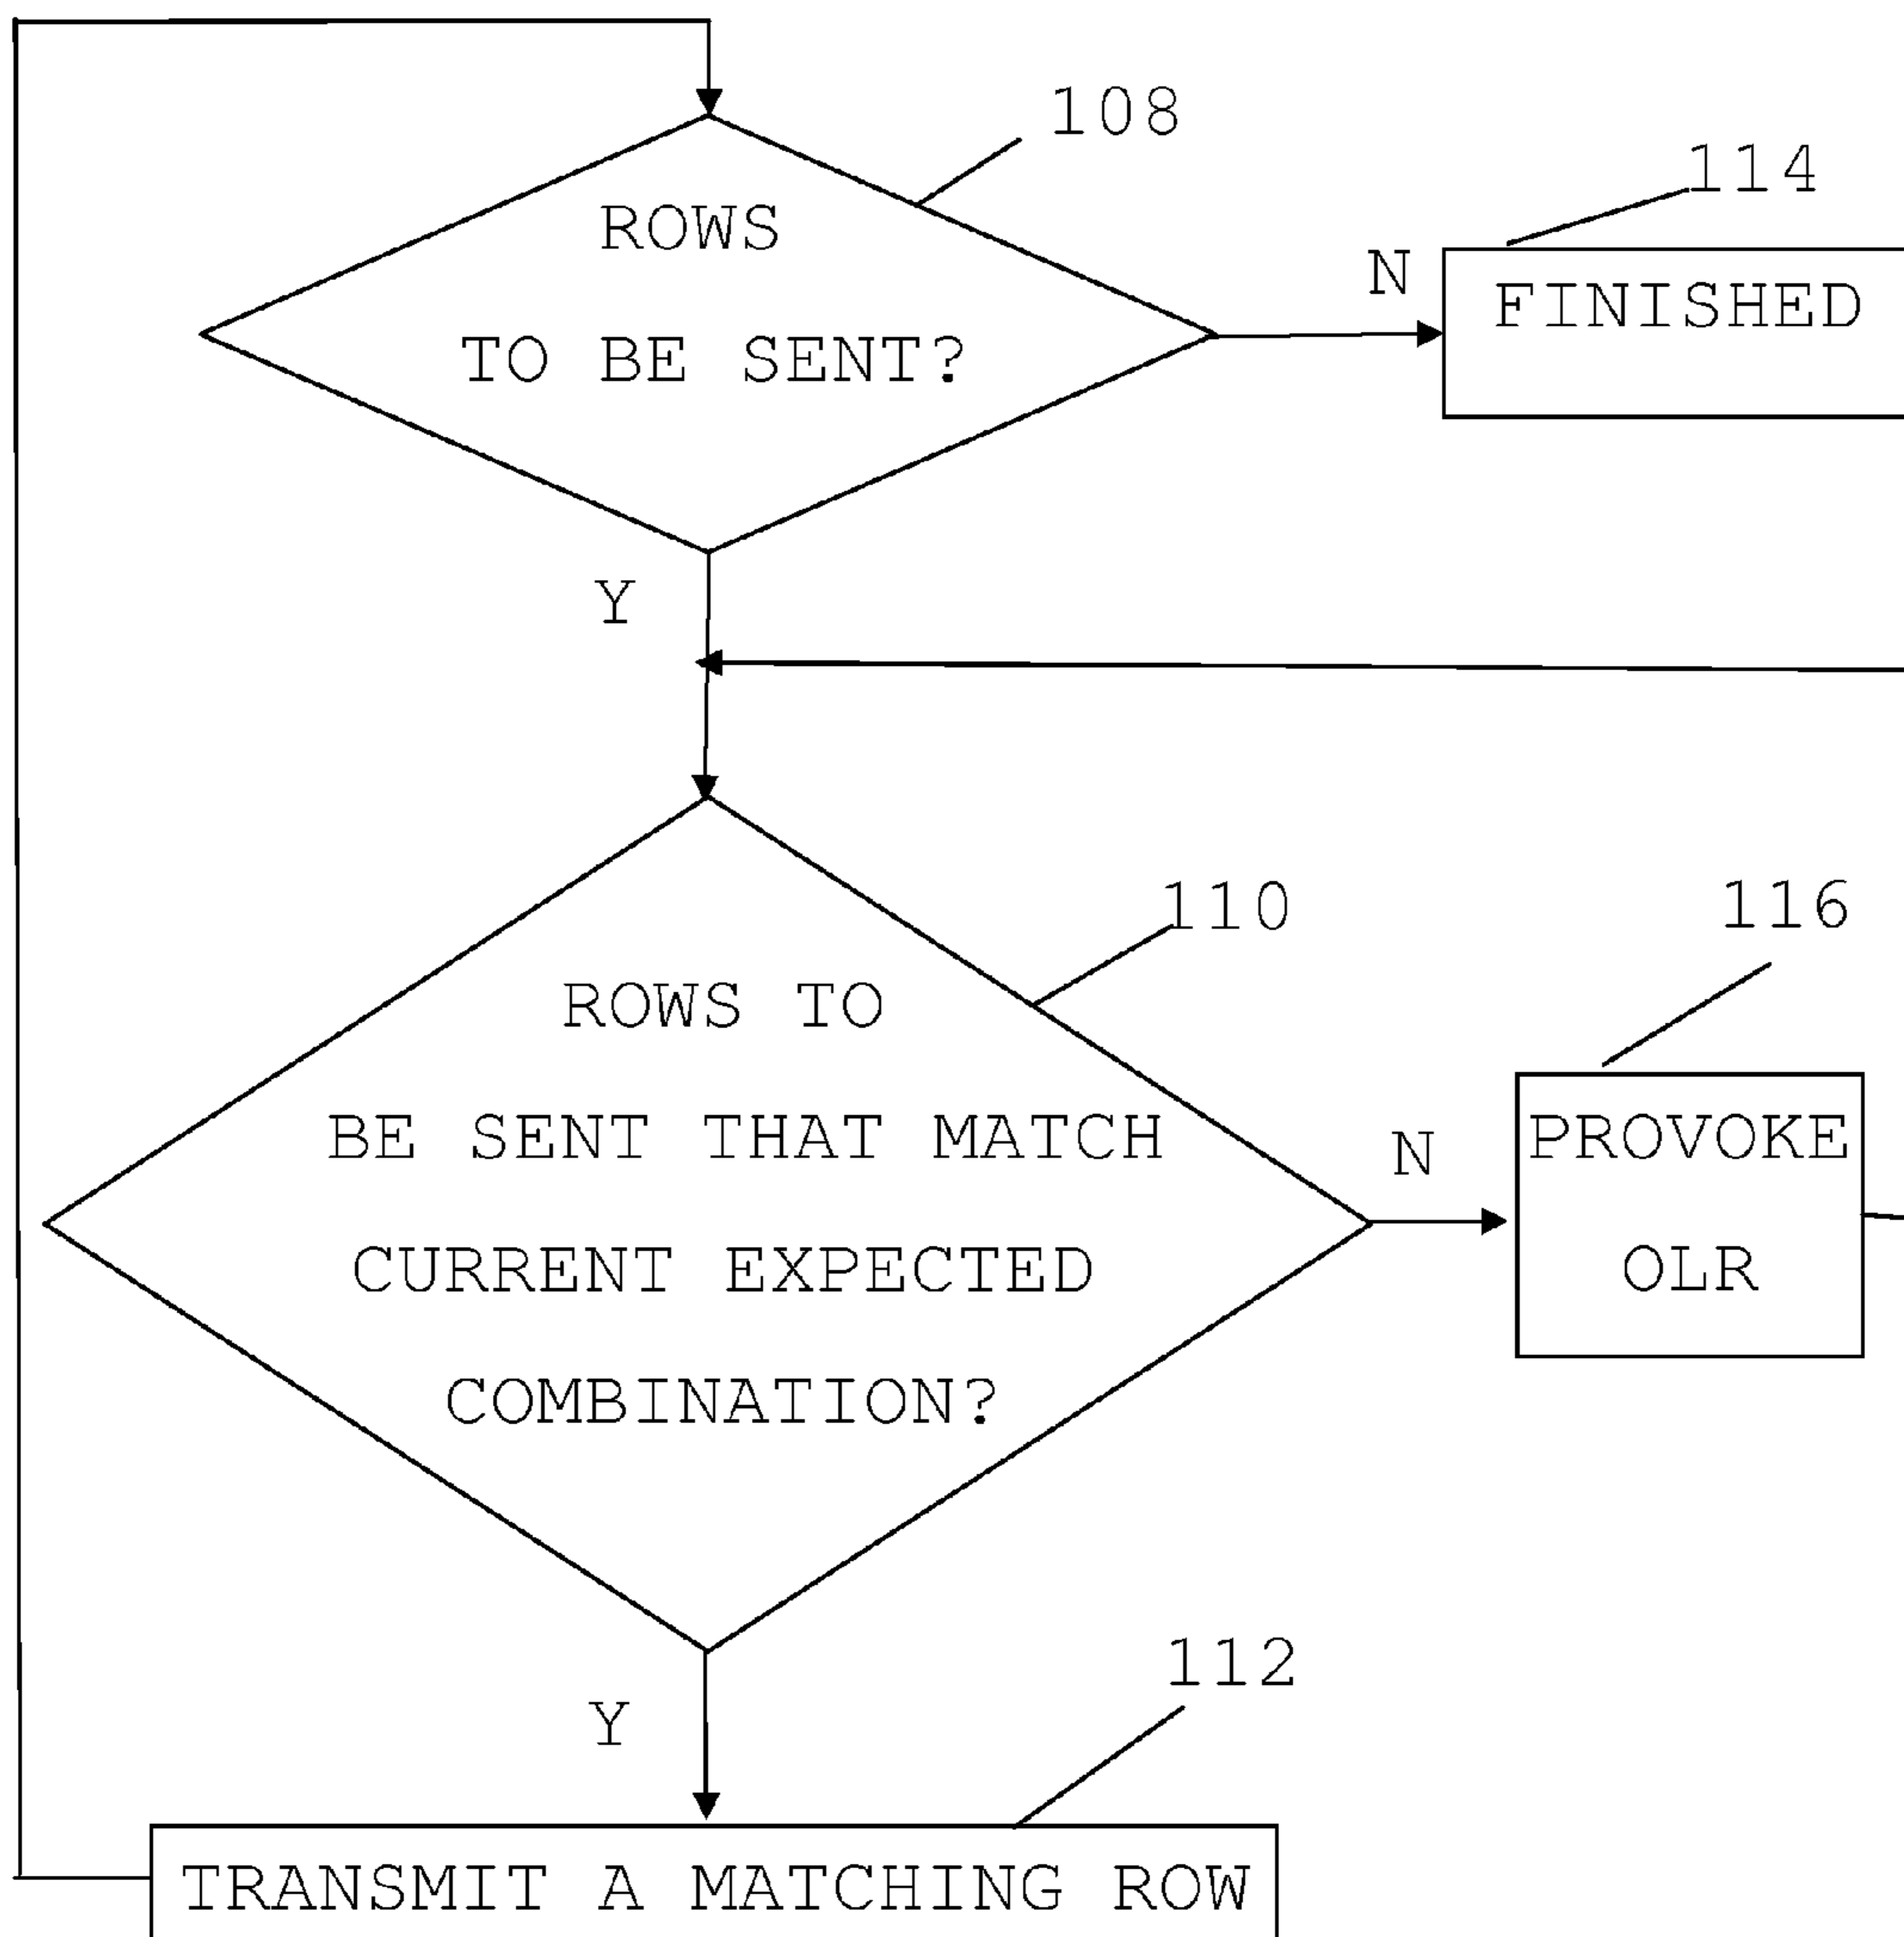 108
ROWS
TO BE SENT?
114
N
FINISHED
Y
110
ROWS TO
BE SENT THAT MATCH
CURRENT EXPECTED
COMBINATION?
116
N
PROVOKE
OLR
112
Y
TRANSMIT A MATCHING ROW